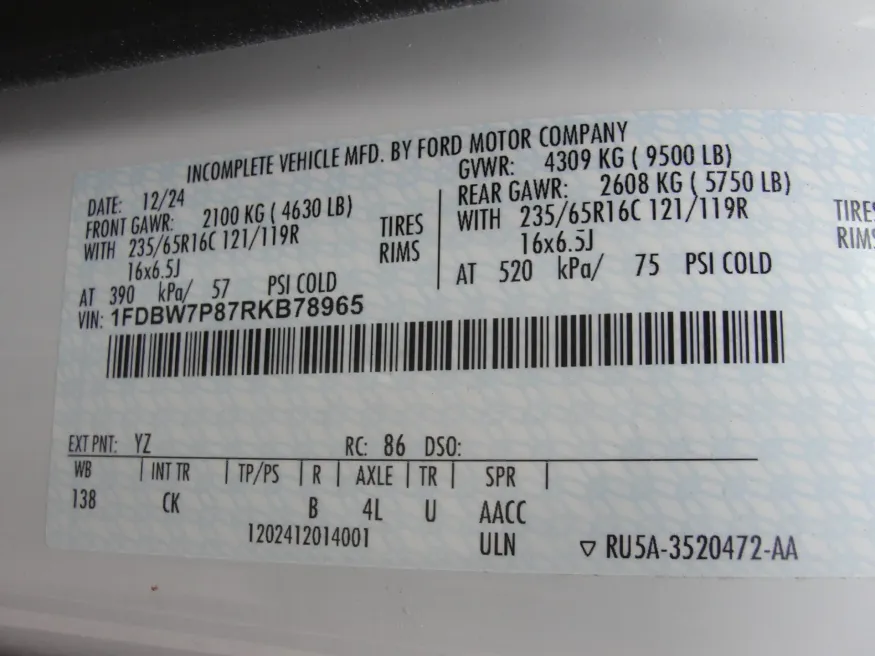 INCOMPLETE VEHICLE MFD. BY FORD MOTOR COMPANY
DATE: 12/24
FRONT GAWR: 2100 KG ( 4630 LB)
WITH 235/65R16C 121/119R TIRES
16x6.5J RIMS
AT 390 kPa/ 57 PSI COLD
GVWR: 4309 KG ( 9500 LB)
REAR GAWR: 2608 KG ( 5750 LB)
WITH 235/65R16C 121/119R TIRES
16x6.5J RIMS
AT 520 kPa/ 75 PSI COLD
VIN: 1FDBW7P87RKB78965
EXT PNT: YZ RC: 86 DSO:
WB INT TR TP/PS R AXLE TR SPR
138 CK B 4L U AACC
1202412014001 ULN ▽ RU5A-3520472-AA